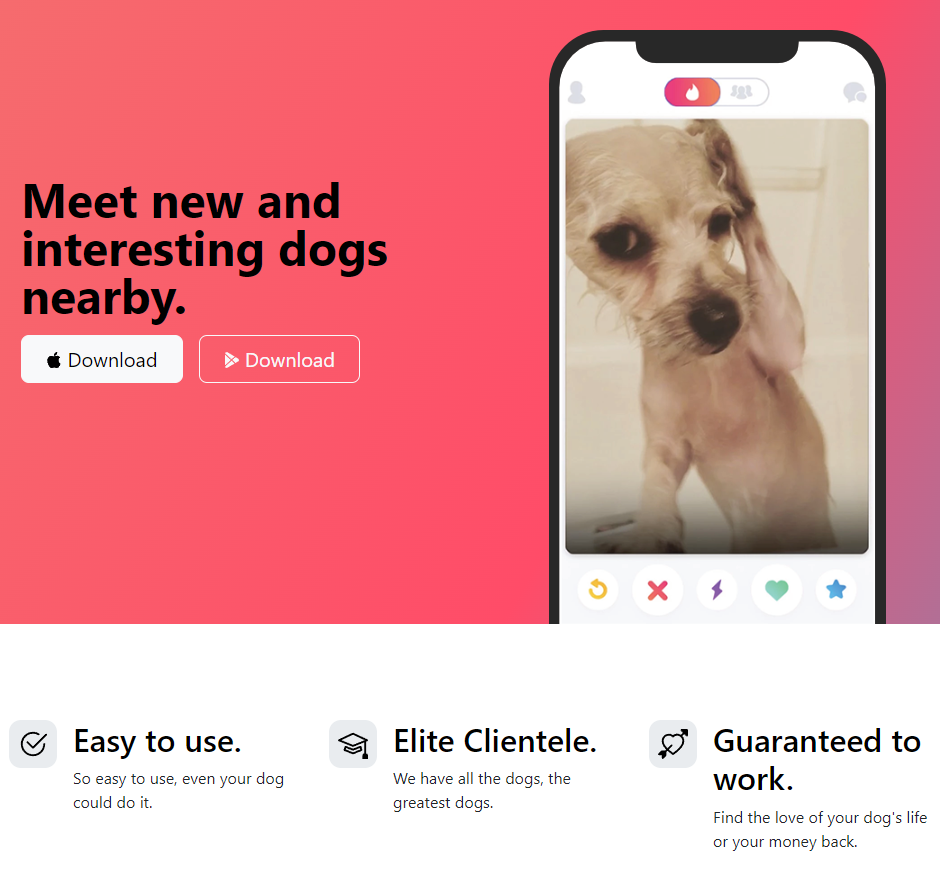 Meet new and
interesting dogs
nearby.
Download
Download
Easy to use.
So easy to use, even your dog
could do it.
Elite Clientele.
We have all the dogs, the
greatest dogs.
Guaranteed to
work.
Find the love of your dog's life
or your money back.